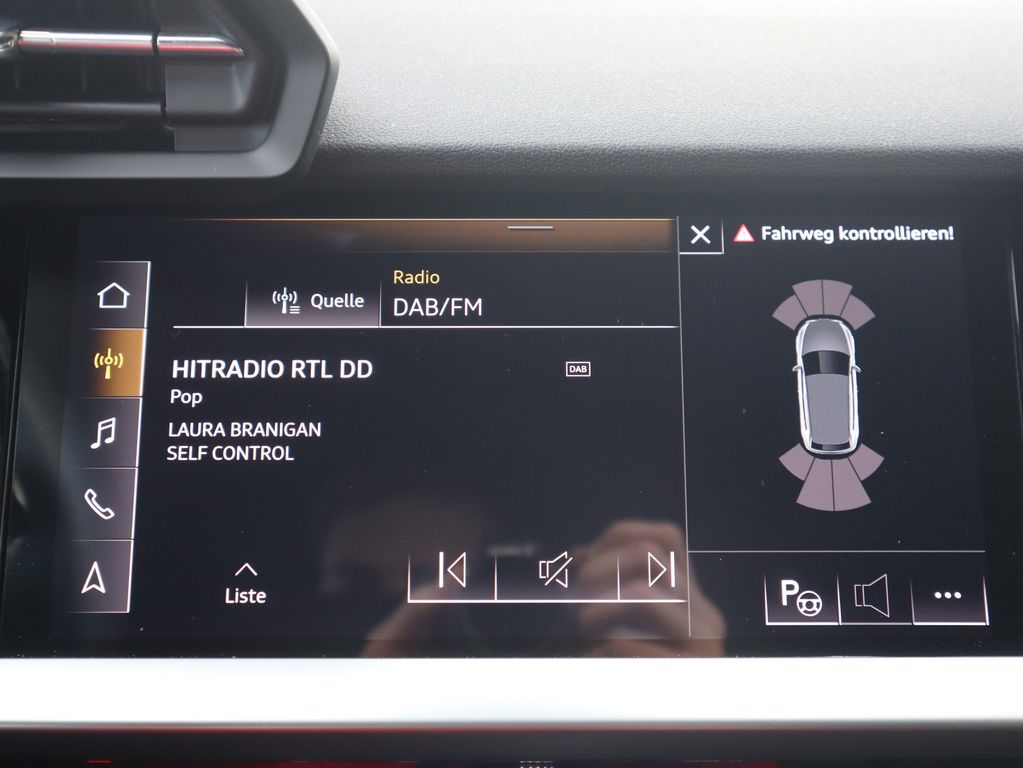 Fahrweg kontrollieren!
Radio
Quelle
DAB/FM
HITRADIO RTL DD
DAB
Pop
LAURA BRANIGAN
SELF CONTROL
Liste
P